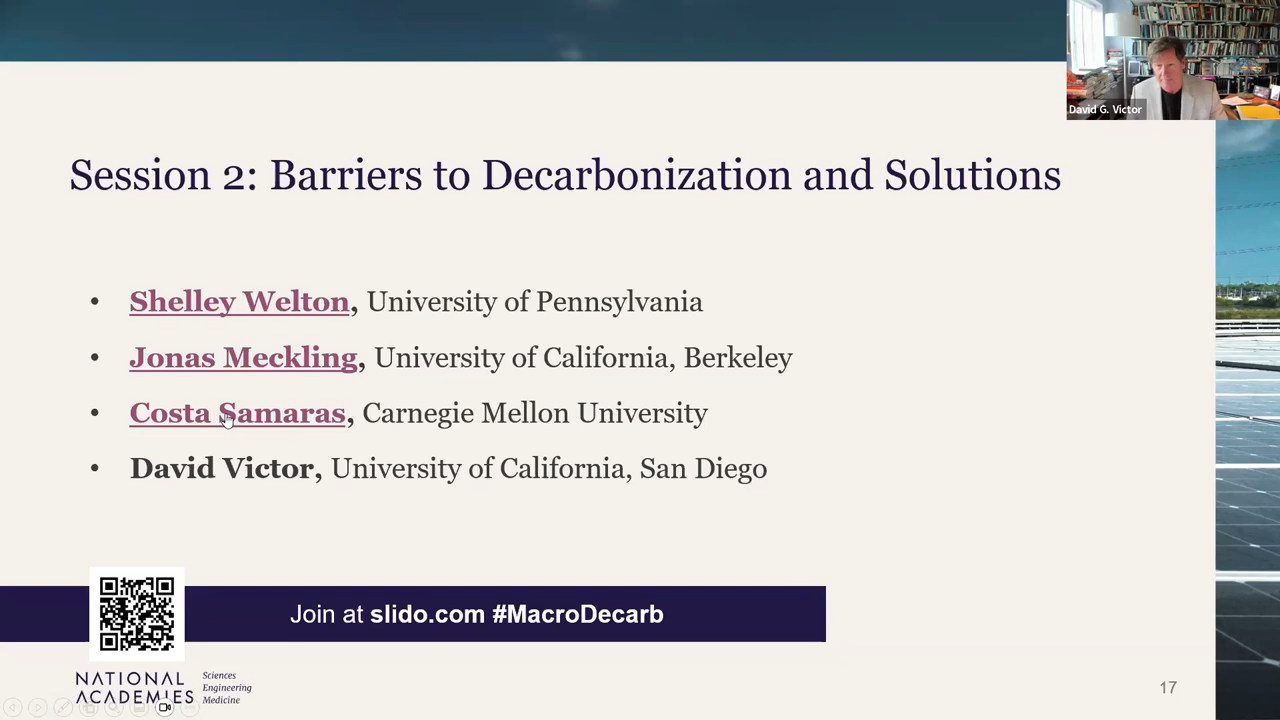 David G. Victor
Session 2: Barriers to Decarbonization and Solutions
• Shelley Welton, University of Pennsylvania
• Jonas Meckling, University of California, Berkeley
• Costa Samaras, Carnegie Mellon University
• David Victor, University of California, San Diego
Join at slido.com #MacroDecarb
NATIONAL ACADEMIES
Sciences
Engineering
Medicine
17